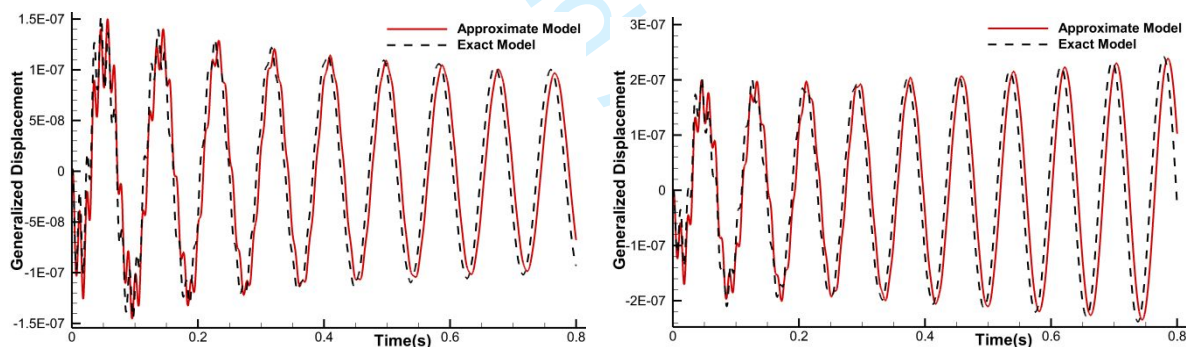 1.5E-07
1E-07
5E-08
0
-5E-08
-1E-07
-1.5E-07
Generalized Displacement
Approximate Model
Exact Model
0
0.2
0.4
0.6
0.8
Time(s)
3E-07
2E-07
1E-07
0
-1E-07
-2E-07
Generalized Displacement
Approximate Model
Exact Model
0
0.2
0.4
0.6
0.8
Time(s)